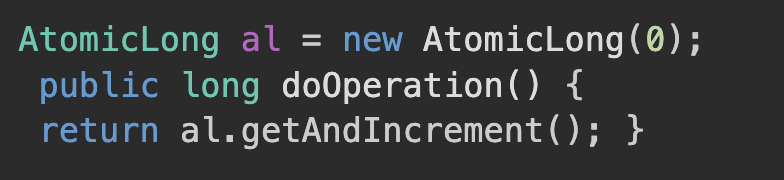 AtomicLong al = new AtomicLong(0);
public long doOperation() {
return al.getAndIncrement(); }